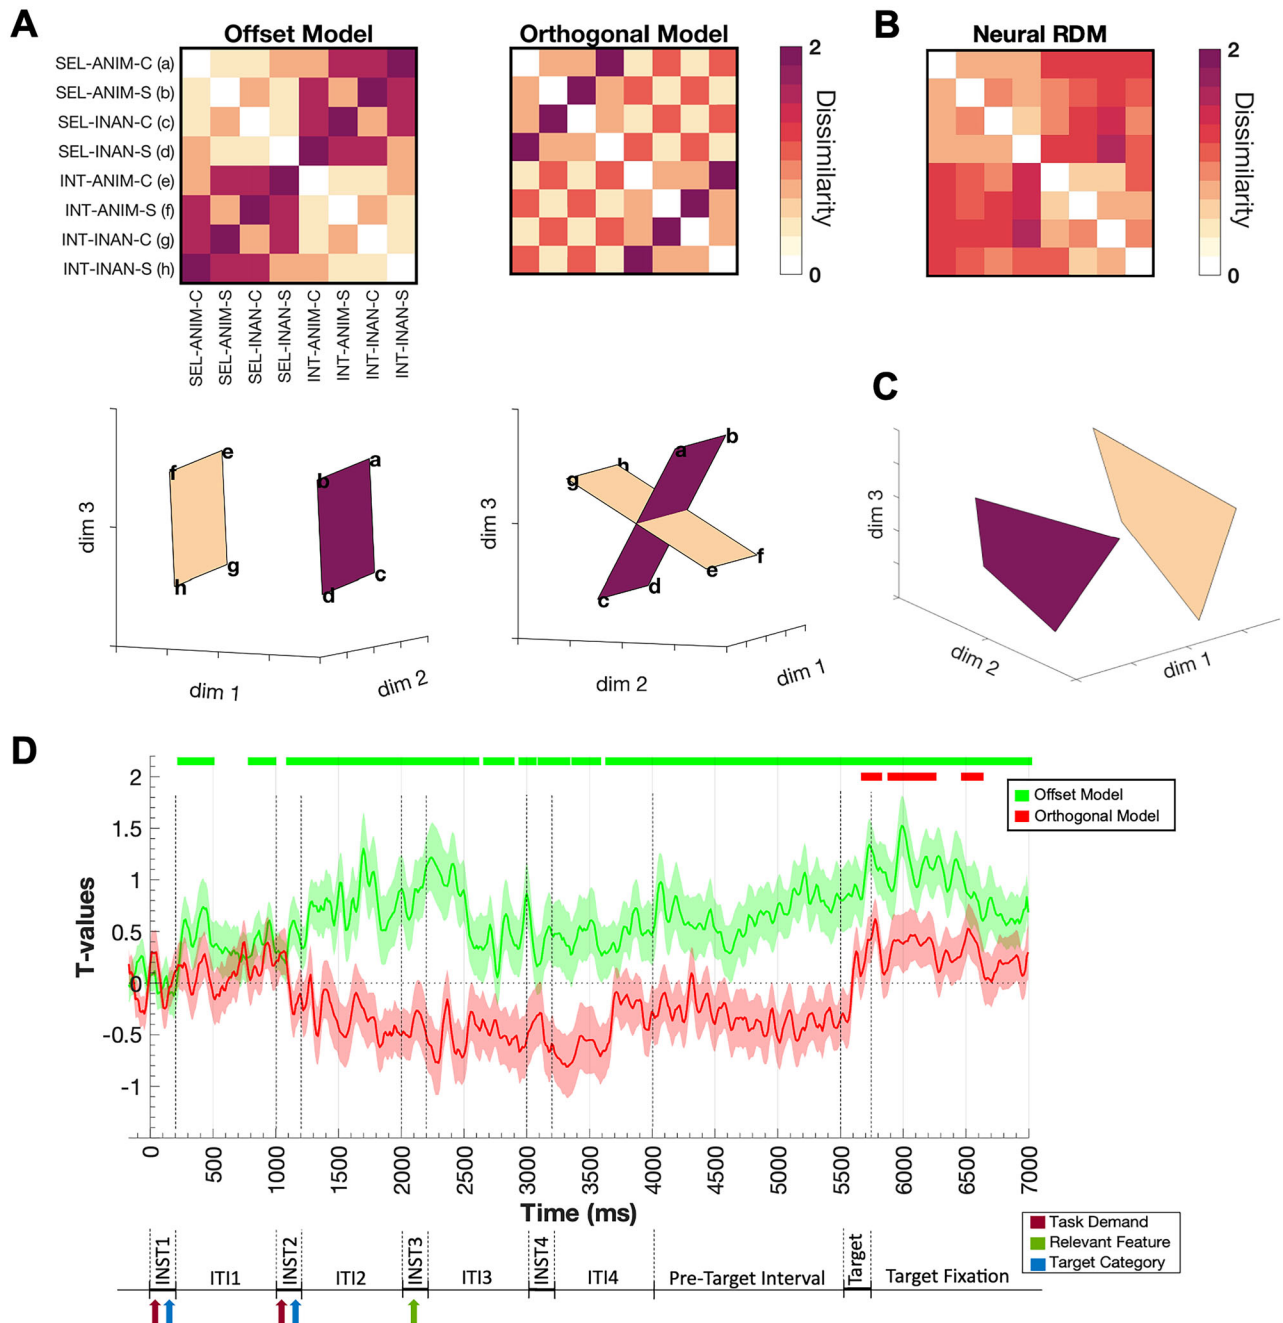 A
Offset Model
Orthogonal Model
B
Neural RDM
SEL-ANIM-C (a)
SEL-ANIM-S (b)
SEL-INAN-C (c)
SEL-INAN-S (d)
INT-ANIM-C (e)
INT-ANIM-S (f)
INT-INAN-C (g)
INT-INAN-S (h)
SEL-ANIM-C
SEL-ANIM-S
SEL-INAN-C
SEL-INAN-S
INT-ANIM-C
INT-ANIM-S
INT-INAN-C
INT-INAN-S
2
Dissimilarity
0
2
Dissimilarity
0
dim 3
f
e
b
a
h
g
d
c
dim 1
dim 2
dim 3
g
h
a
b
c
d
e
f
dim 2
dim 1
C
dim 3
dim 2
dim 1
D
2
1.5
1
0.5
0
-0.5
-1
T-values
Offset Model
Orthogonal Model
0
500
1000
1500
2000
2500
3000
3500
4000
4500
5000
5500
6000
6500
7000
Time (ms)
INST1
ITI1
INST2
ITI2
INST3
ITI3
INST4
ITI4
Pre-Target Interval
Target
Target Fixation
Task Demand
Relevant Feature
Target Category